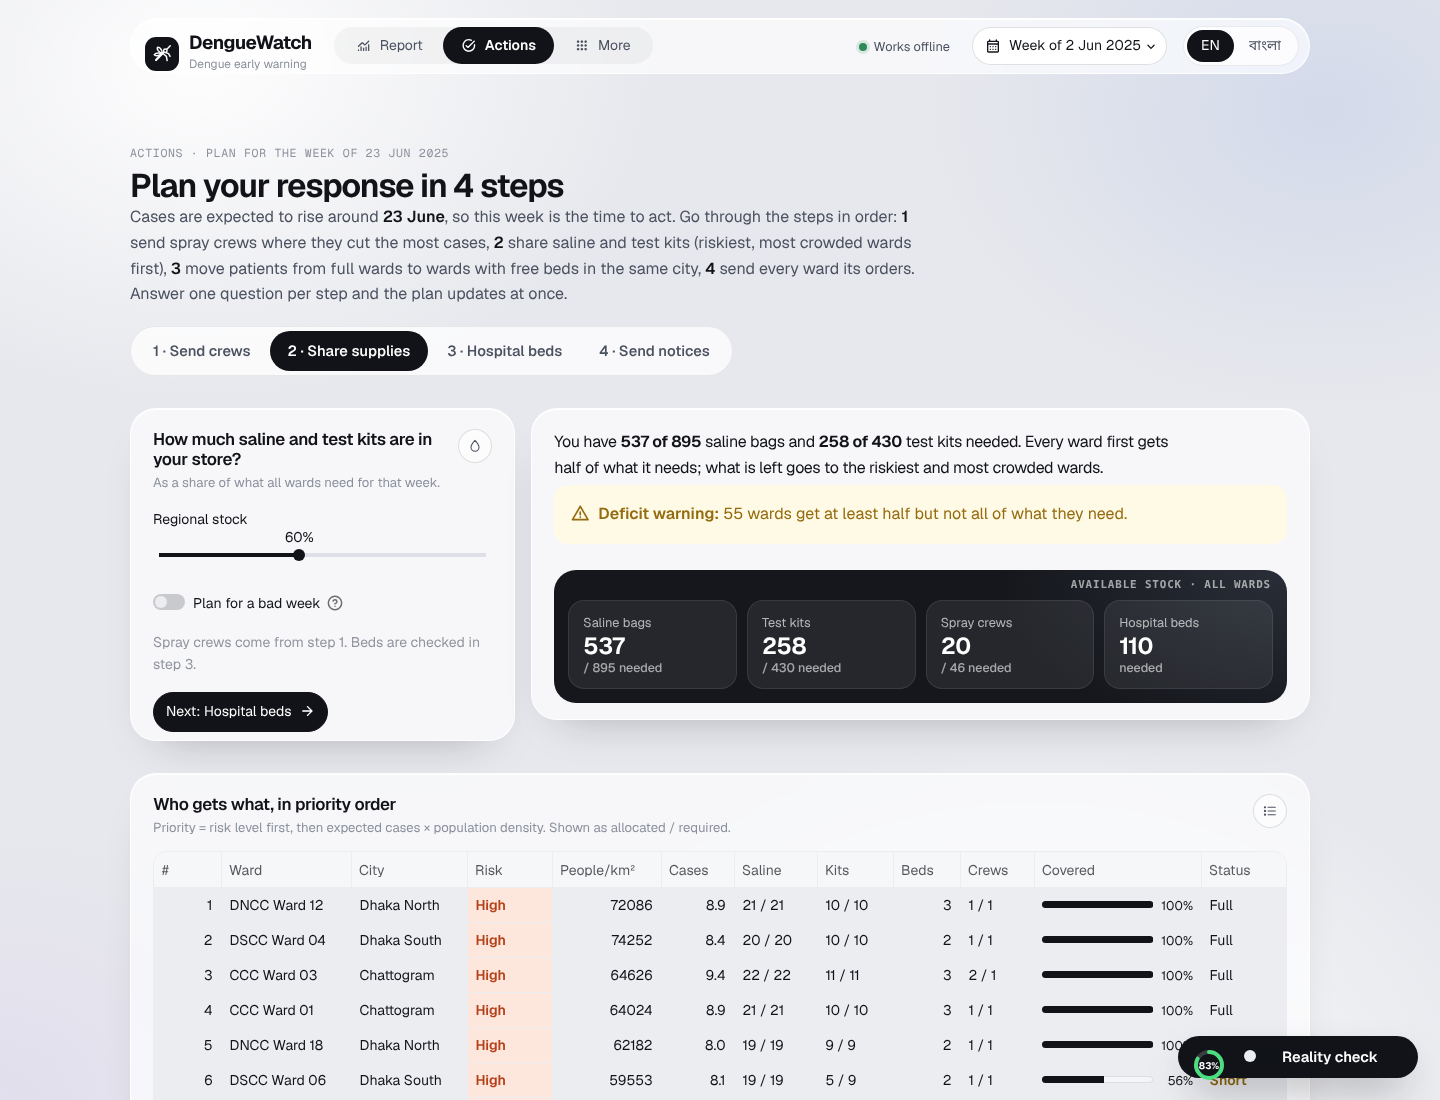 DengueWatch
Dengue early warning
Report
Actions
More
Works offline
Week of 2 Jun 2025
EN
বাংলা
ACTIONS · PLAN FOR THE WEEK OF 23 JUN 2025
Plan your response in 4 steps
Cases are expected to rise around 23 June, so this week is the time to act. Go through the steps in order: 1
send spray crews where they cut the most cases, 2 share saline and test kits (riskiest, most crowded wards
first), 3 move patients from full wards to wards with free beds in the same city, 4 send every ward its orders.
Answer one question per step and the plan updates at once.
1 · Send crews
2 · Share supplies
3 · Hospital beds
4 · Send notices
How much saline and test kits are in
your store?
As a share of what all wards need for that week.
Regional stock
60%
Plan for a bad week
Spray crews come from step 1. Beds are checked in
step 3.
Next: Hospital beds →
You have 537 of 895 saline bags and 258 of 430 test kits needed. Every ward first gets
half of what it needs; what is left goes to the riskiest and most crowded wards.
Deficit warning: 55 wards get at least half but not all of what they need.
AVAILABLE STOCK · ALL WARDS
Saline bags
537
/ 895 needed
Test kits
258
/ 430 needed
Spray crews
20
/ 46 needed
Hospital beds
110
needed
Who gets what, in priority order
Priority = risk level first, then expected cases × population density. Shown as allocated / required.
# Ward City Risk People/km² Cases Saline Kits Beds Crews Covered Status
1 DNCC Ward 12 Dhaka North High 72086 8.9 21 / 21 10 / 10 3 1 / 1 100% Full
2 DSCC Ward 04 Dhaka South High 74252 8.4 20 / 20 10 / 10 2 1 / 1 100% Full
3 CCC Ward 03 Chattogram High 64626 9.4 22 / 22 11 / 11 3 2 / 1 100% Full
4 CCC Ward 01 Chattogram High 64024 8.9 21 / 21 10 / 10 3 1 / 1 100% Full
5 DNCC Ward 18 Dhaka North High 62182 8.0 19 / 19 9 / 9 2 1 / 1 100
6 DSCC Ward 06 Dhaka South High 59553 8.1 19 / 19 5 / 9 2 1 / 1 56% Short
83%
Reality check